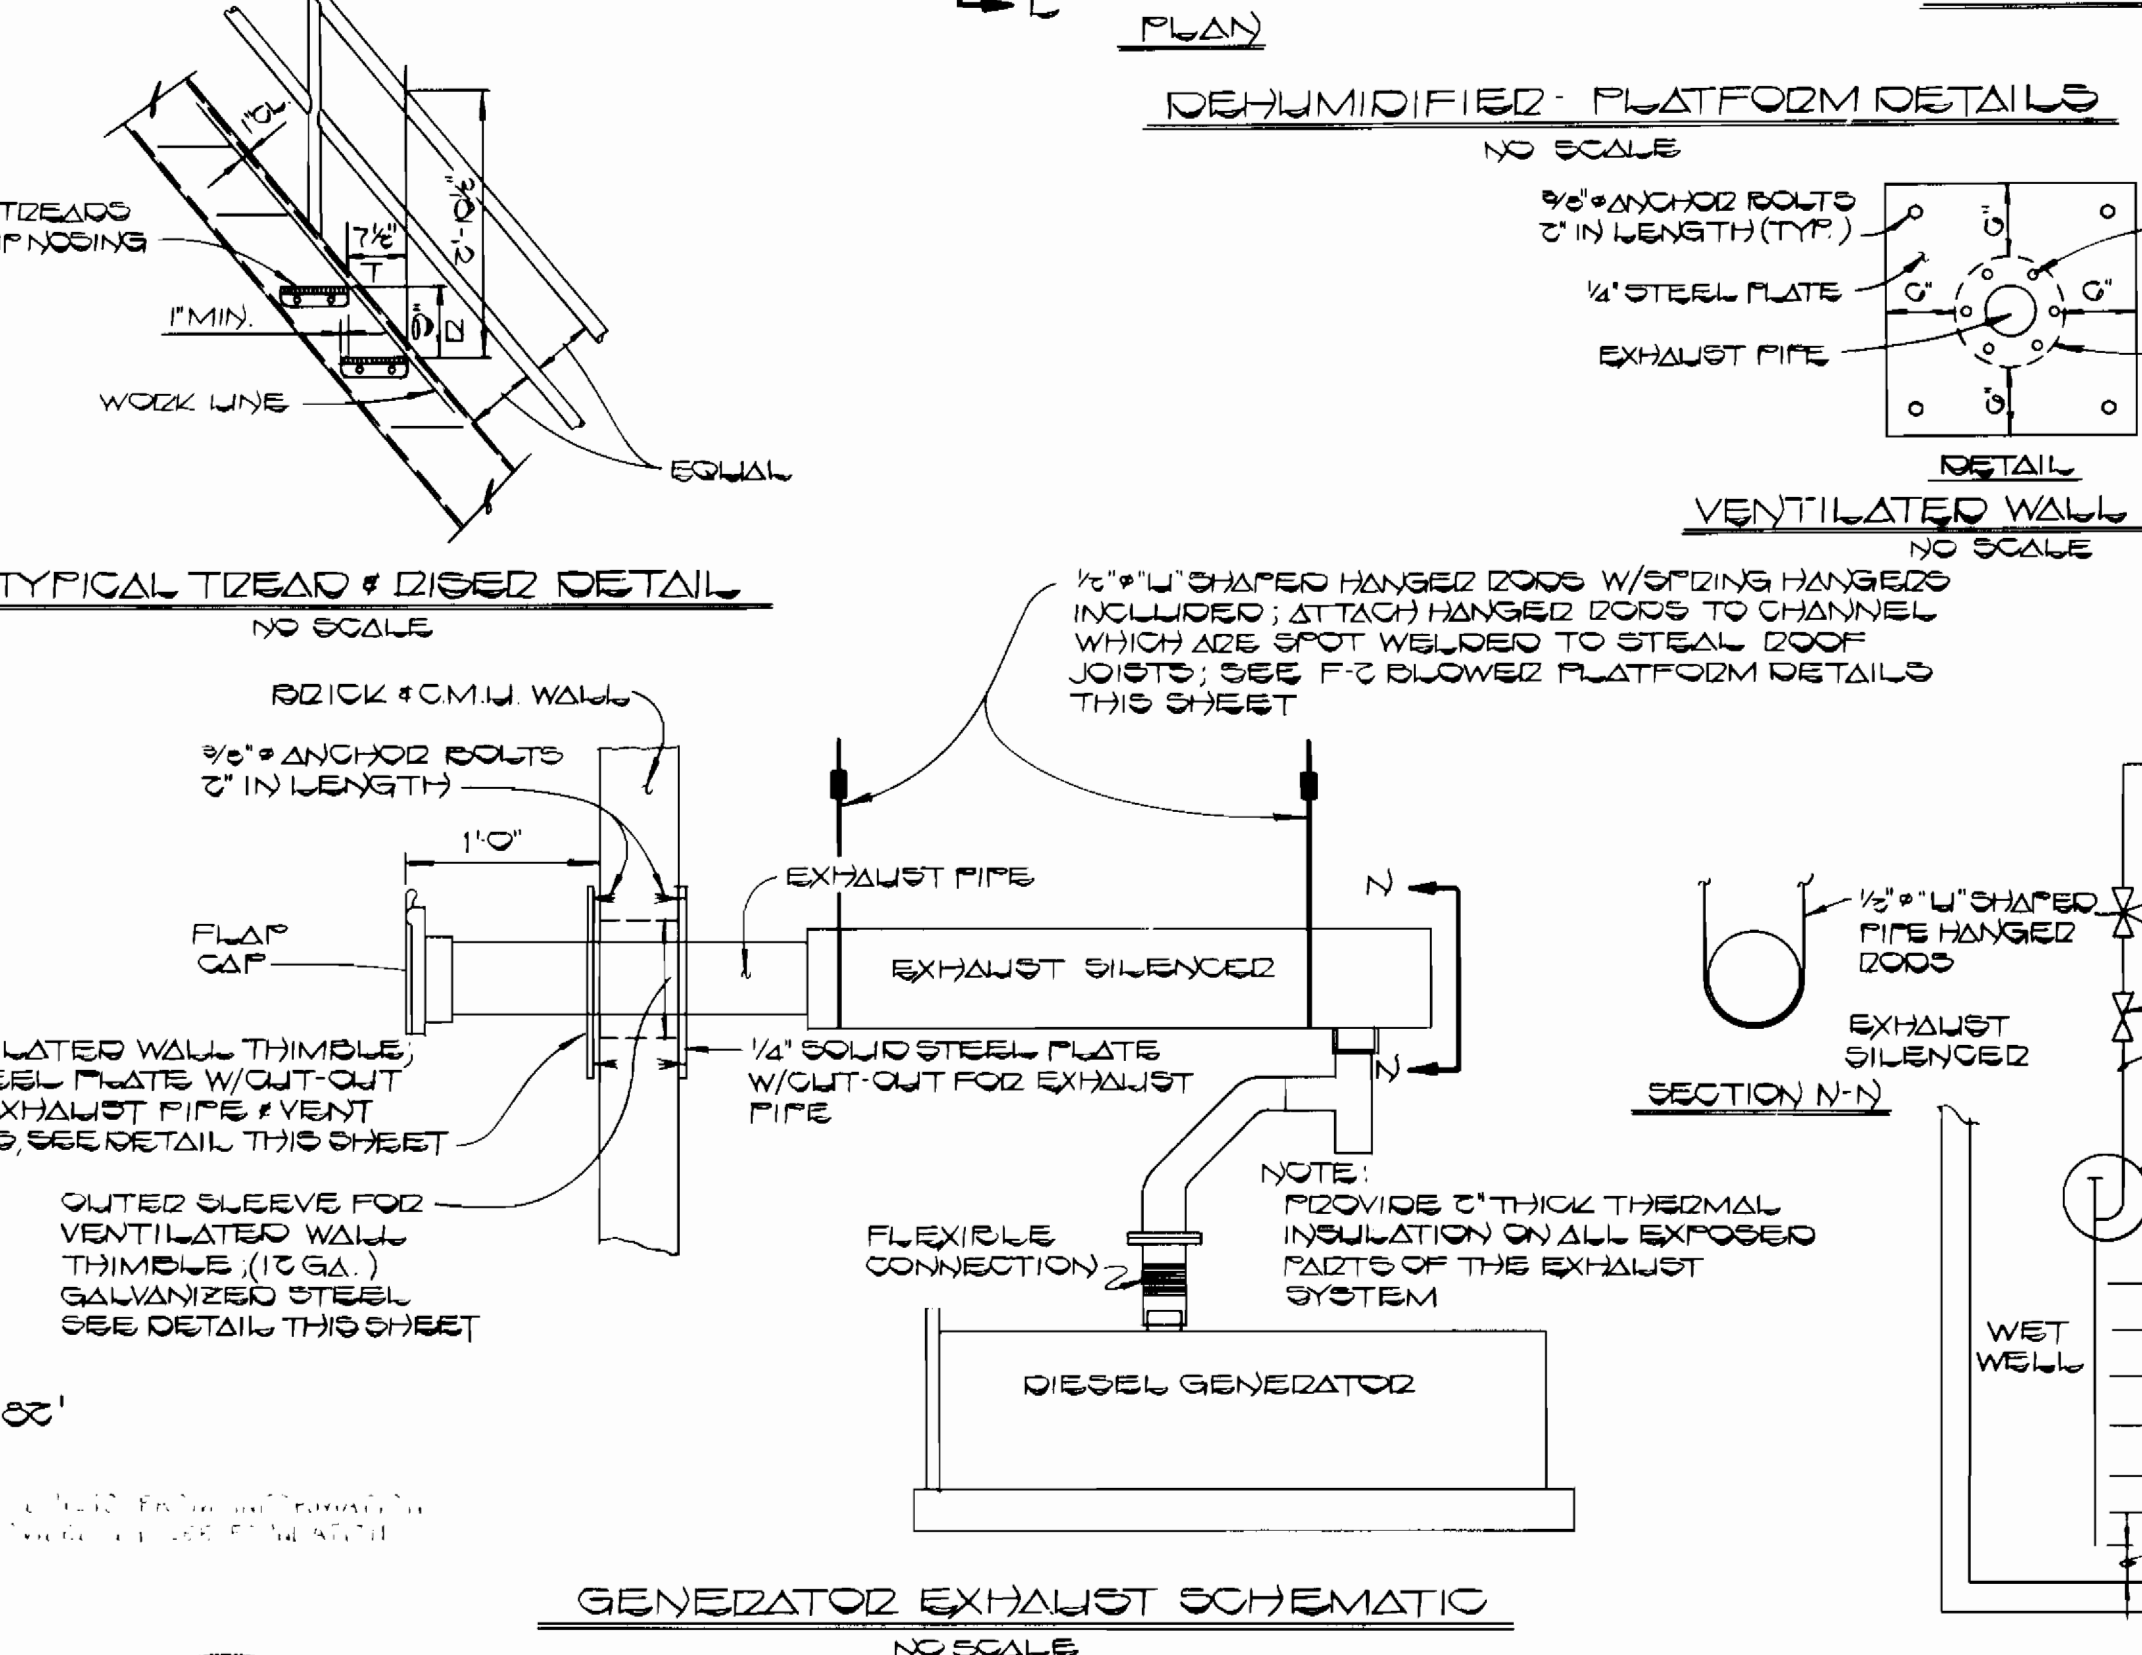 L
PLAN
DEHUMIDIFIER - PLATFORM DETAILS
NO SCALE
1"CL.
TREADS
P NOSING
7½"
T
2'-10¾"
1" MIN.
9"
R
WORK LINE
EQUAL
TYPICAL TREAD & RISER DETAIL
NO SCALE
3/8"ø ANCHOR BOLTS
2" IN LENGTH (TYP.)
1/4" STEEL PLATE
EXHAUST PIPE
6"
6"
6"
6"
DETAIL
VENTILATED WALL
NO SCALE
1/2"ø "U" SHAPED HANGER RODS W/SPRING HANGERS
INCLUDED; ATTACH HANGER RODS TO CHANNEL
WHICH ARE SPOT WELDED TO STEAL ROOF
JOISTS; SEE F-2 BLOWER PLATFORM DETAILS
THIS SHEET
BRICK & C.M.U. WALL
3/8"ø ANCHOR BOLTS
2" IN LENGTH
1'-0"
EXHAUST PIPE
FLAP
CAP
EXHAUST SILENCER
N
N
LATED WALL THIMBLE;
EEL PLATE W/CUT-OUT
XHAUST PIPE & VENT
S, SEE DETAIL THIS SHEET
1/4" SOLID STEEL PLATE
W/CUT-OUT FOR EXHAUST
PIPE
OUTER SLEEVE FOR
VENTILATED WALL
THIMBLE; (12 GA.)
GALVANIZED STEEL
SEE DETAIL THIS SHEET
1/2"ø "U" SHAPED
PIPE HANGER
RODS
EXHAUST
SILENCER
SECTION N-N
NOTE:
PROVIDE 2" THICK THERMAL
INSULATION ON ALL EXPOSED
PARTS OF THE EXHAUST
SYSTEM
FLEXIBLE
CONNECTION
DIESEL GENERATOR
WET
WELL
82'
GENERATOR EXHAUST SCHEMATIC
NO SCALE